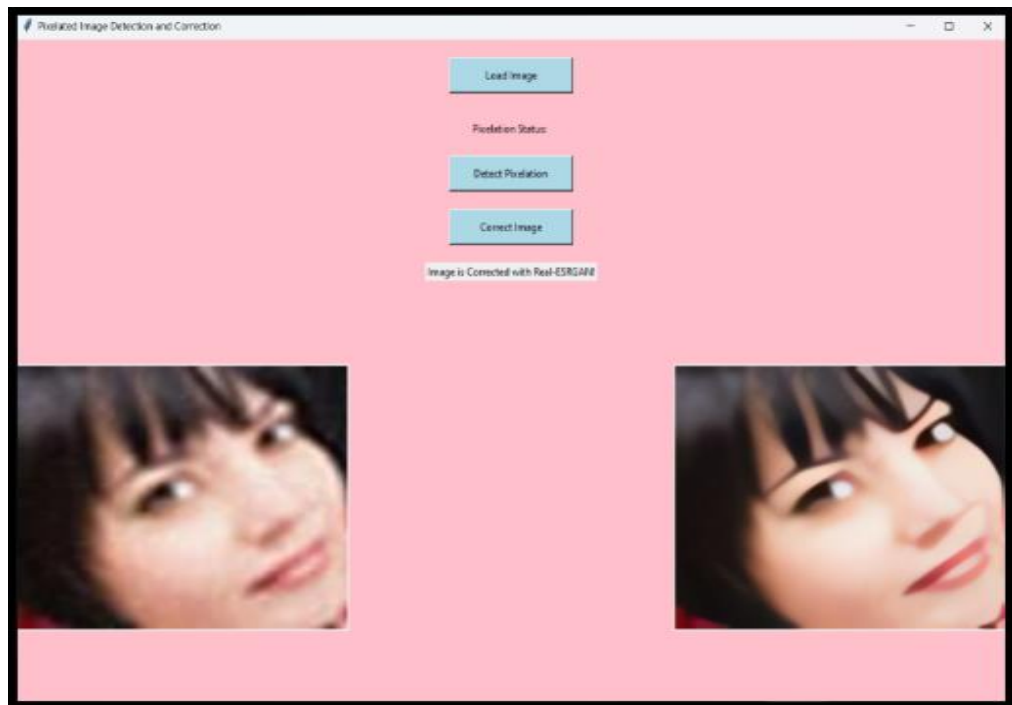 Pixelated Image Detection and Correction
Load Image
Pixelation Status:
Detect Pixelation
Correct Image
Image is Corrected with Real-ESRGAN!